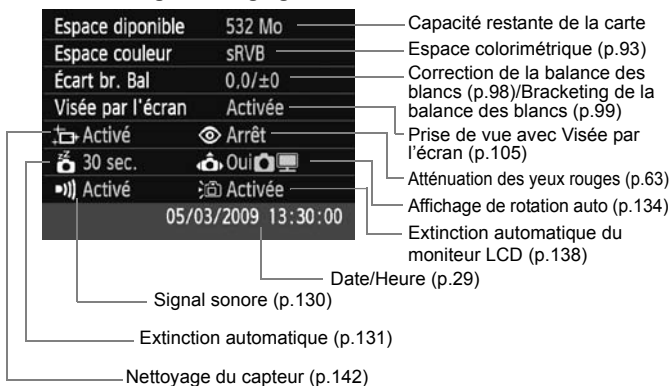 Espace diponible 532 Mo
Espace couleur sRVB
Écart br. Bal 0,0/±0
Visée par l'écran Activée
Activé Arrêt
30 sec. Oui
Activé Activée
05/03/2009 13:30:00
Capacité restante de la carte
Espace colorimétrique (p.93)
Correction de la balance des
blancs (p.98)/Bracketing de la
balance des blancs (p.99)
Prise de vue avec Visée par
l'écran (p.105)
Atténuation des yeux rouges (p.63)
Affichage de rotation auto (p.134)
Extinction automatique du
moniteur LCD (p.138)
Date/Heure (p.29)
Signal sonore (p.130)
Extinction automatique (p.131)
Nettoyage du capteur (p.142)